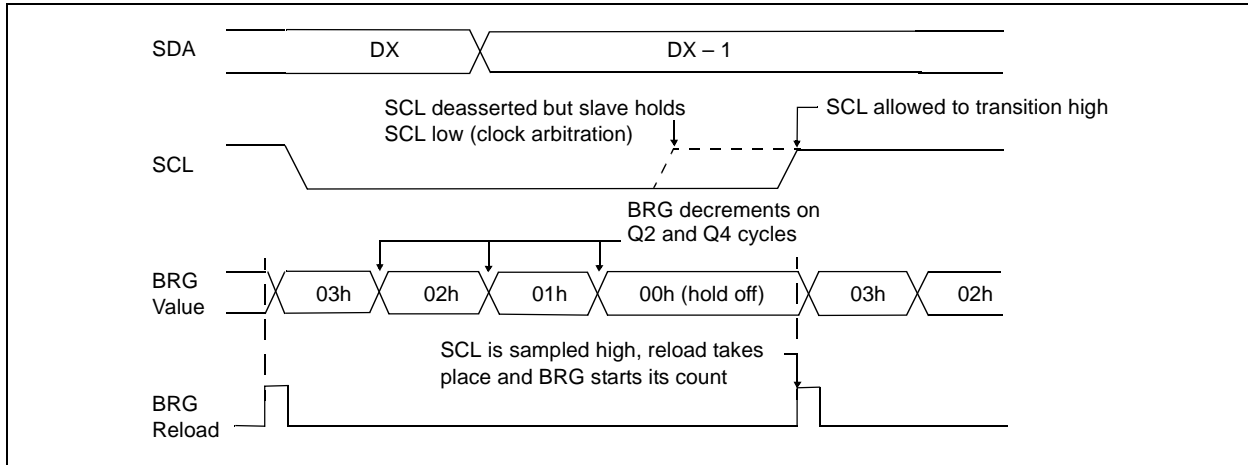 SDA
DX
DX – 1
SCL deasserted but slave holds
SCL low (clock arbitration)
SCL allowed to transition high
SCL
BRG decrements on
Q2 and Q4 cycles
BRG
Value
03h
02h
01h
00h (hold off)
03h
02h
SCL is sampled high, reload takes
place and BRG starts its count
BRG
Reload